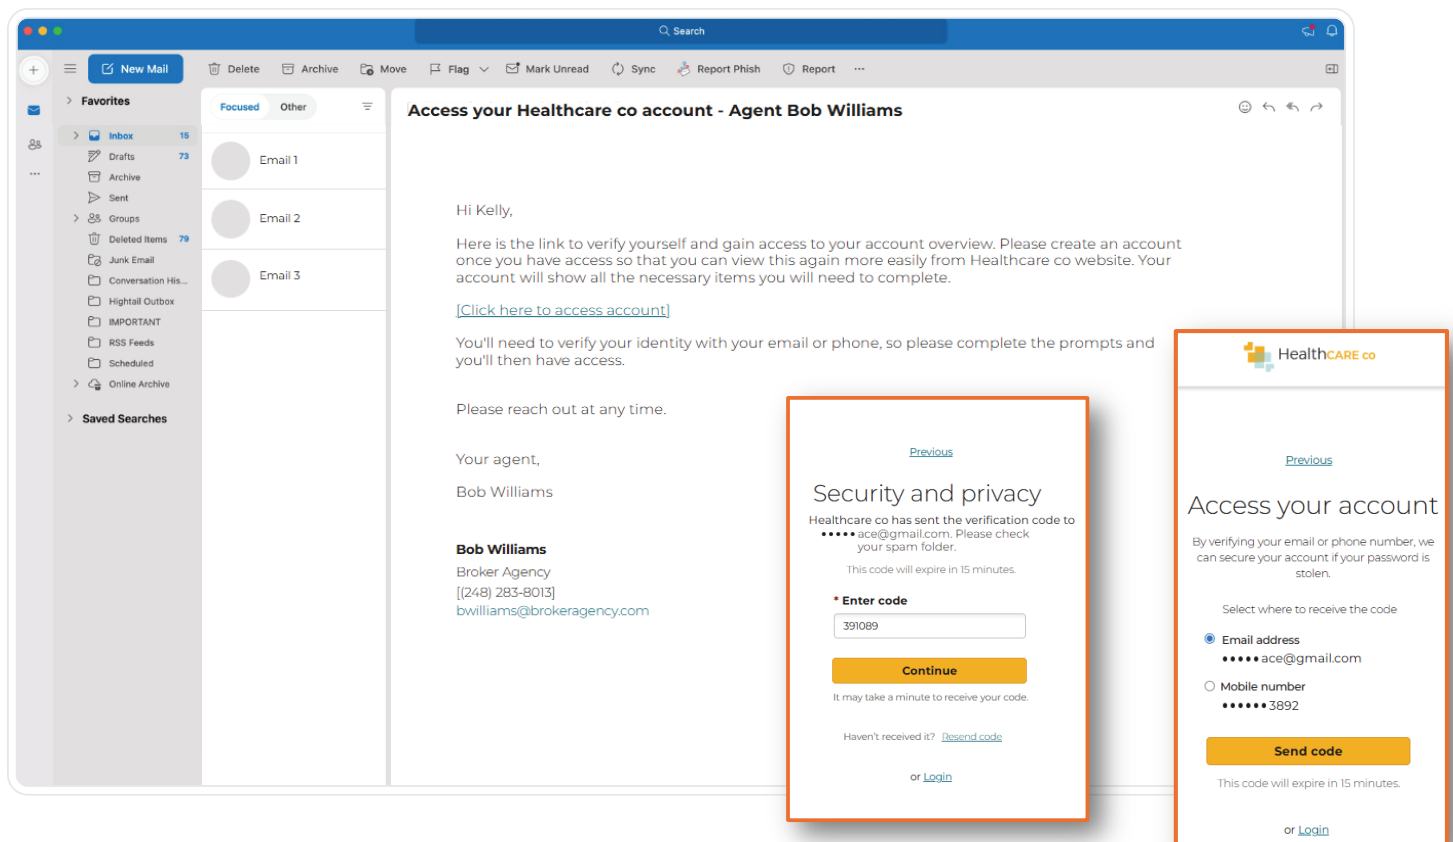 Search
New Mail
Delete
Archive
Move
Flag
Mark Unread
Sync
Report Phish
Report
Favorites
Inbox 15
Drafts 73
Archive
Sent
Groups
Deleted Items 79
Junk Email
Conversation His...
Hightail Outbox
IMPORTANT
RSS Feeds
Scheduled
Online Archive
Saved Searches
Focused Other
Email 1
Email 2
Email 3
Access your Healthcare co account - Agent Bob Williams
Hi Kelly,
Here is the link to verify yourself and gain access to your account overview. Please create an account
once you have access so that you can view this again more easily from Healthcare co website. Your
account will show all the necessary items you will need to complete.
[Click here to access account]
You'll need to verify your identity with your email or phone, so please complete the prompts and
you'll then have access.
Please reach out at any time.
Your agent,
Bob Williams
Bob Williams
Broker Agency
[(248) 283-8013]
bwilliams@brokeragency.com
Previous
Security and privacy
Healthcare co has sent the verification code to
•••••ace@gmail.com. Please check
your spam folder.
This code will expire in 15 minutes.
* Enter code
391089
Continue
It may take a minute to receive your code.
Haven't received it? Resend code
or Login
HealthCARE co
Previous
Access your account
By verifying your email or phone number, we
can secure your account if your password is
stolen.
Select where to receive the code
Email address
•••••ace@gmail.com
Mobile number
••••••3892
Send code
This code will expire in 15 minutes.
or Login